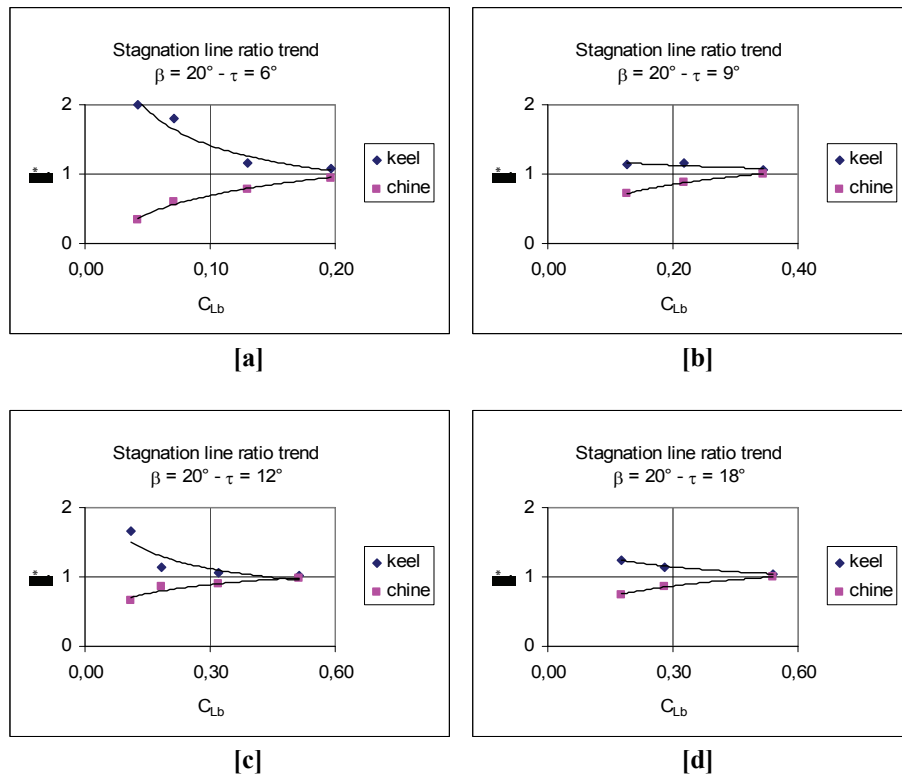 Stagnation line ratio trend
β = 20° - τ = 6°
2
1
0
0,00 0,10 0,20
C_Lb
keel
chine
[a]
Stagnation line ratio trend
β = 20° - τ = 9°
2
1
0
0,00 0,20 0,40
C_Lb
keel
chine
[b]
Stagnation line ratio trend
β = 20° - τ = 12°
2
1
0
0,00 0,30 0,60
C_Lb
keel
chine
[c]
Stagnation line ratio trend
β = 20° - τ = 18°
2
1
0
0,00 0,30 0,60
C_Lb
keel
chine
[d]